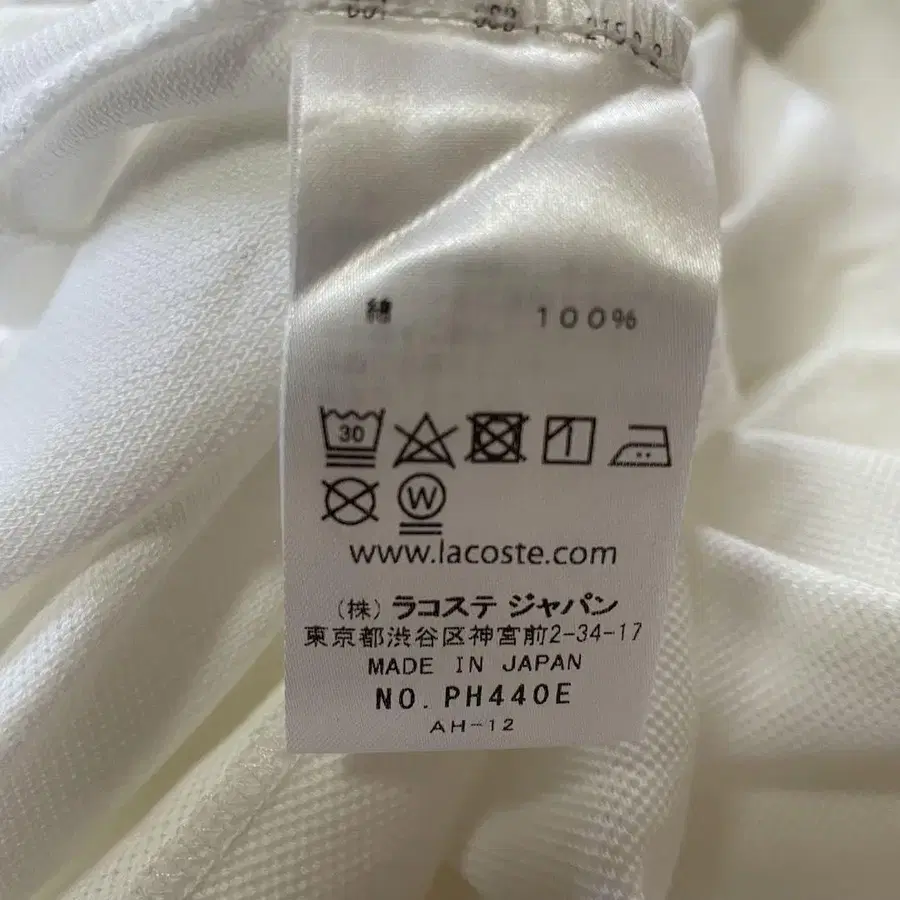 綿 100%
30
W
www.lacoste.com
(株) ラコステ ジャパン
東京都渋谷区神宮前2-34-17
MADE IN JAPAN
NO. PH440E
AH-12